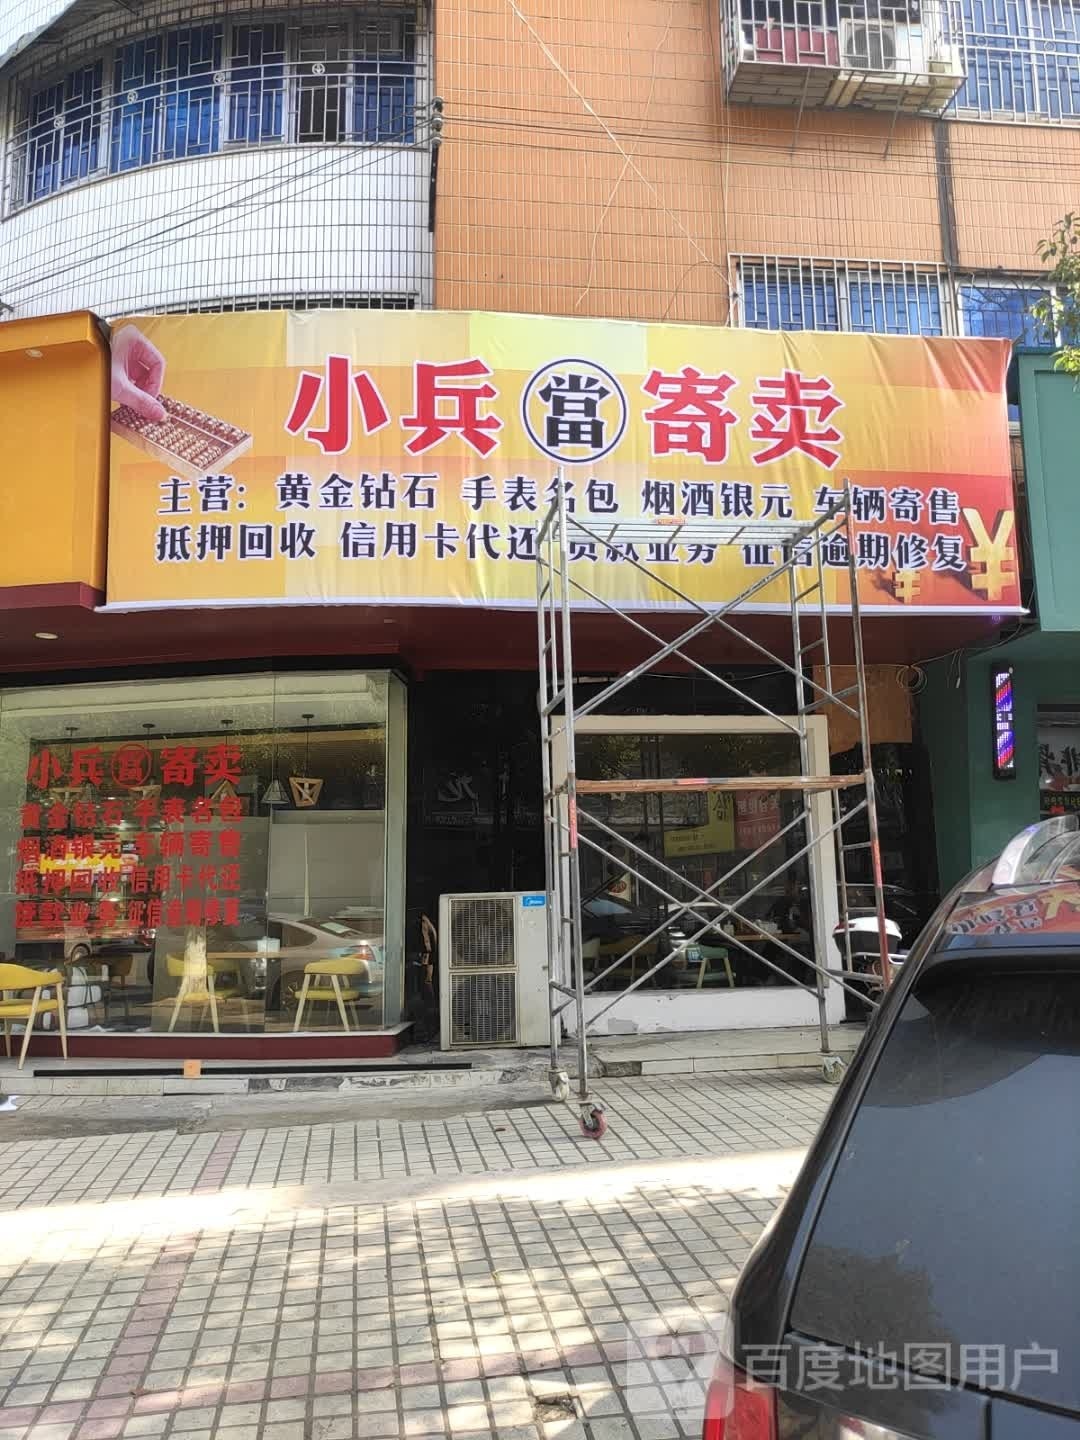 小兵 當 寄卖
主营：黄金钻石 手表名包 烟酒银元 车辆寄售
抵押回收 信用卡代还 贷款业务 征信逾期修复
小兵 當 寄卖
黄金钻石 手表名包
烟酒银元 车辆寄售
抵押回收 信用卡代还
贷款业务 征信逾期修复
Midea
百度地图用户